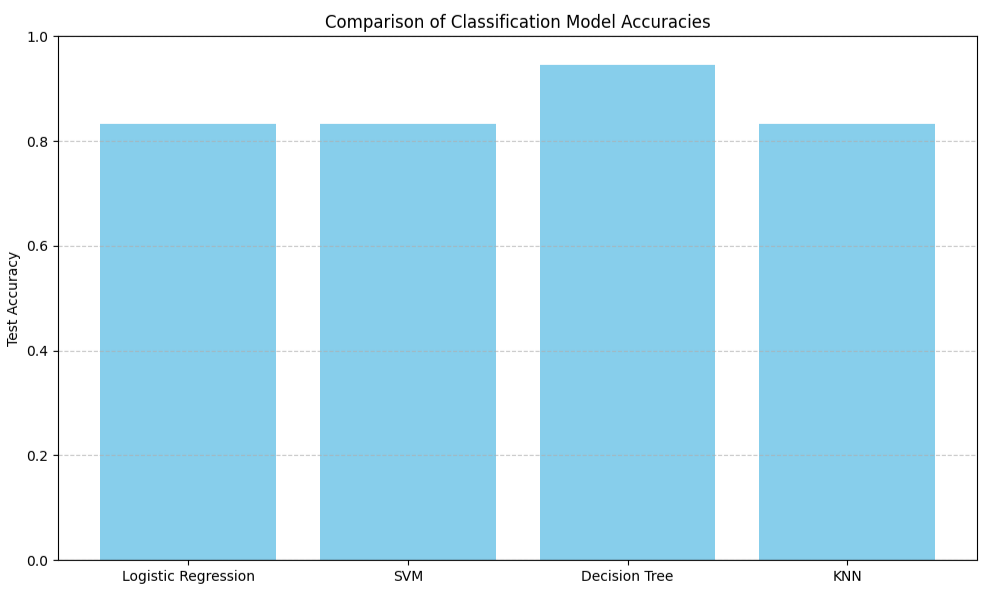 Comparison of Classification Model Accuracies
1.0
0.8
0.6
0.4
0.2
0.0
Test Accuracy
Logistic Regression
SVM
Decision Tree
KNN